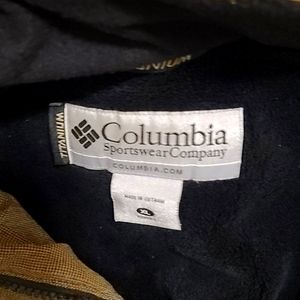 Columbia
Sportswear Company
COLUMBIA.COM
MADE IN VIETNAM
XL
TITANIUM